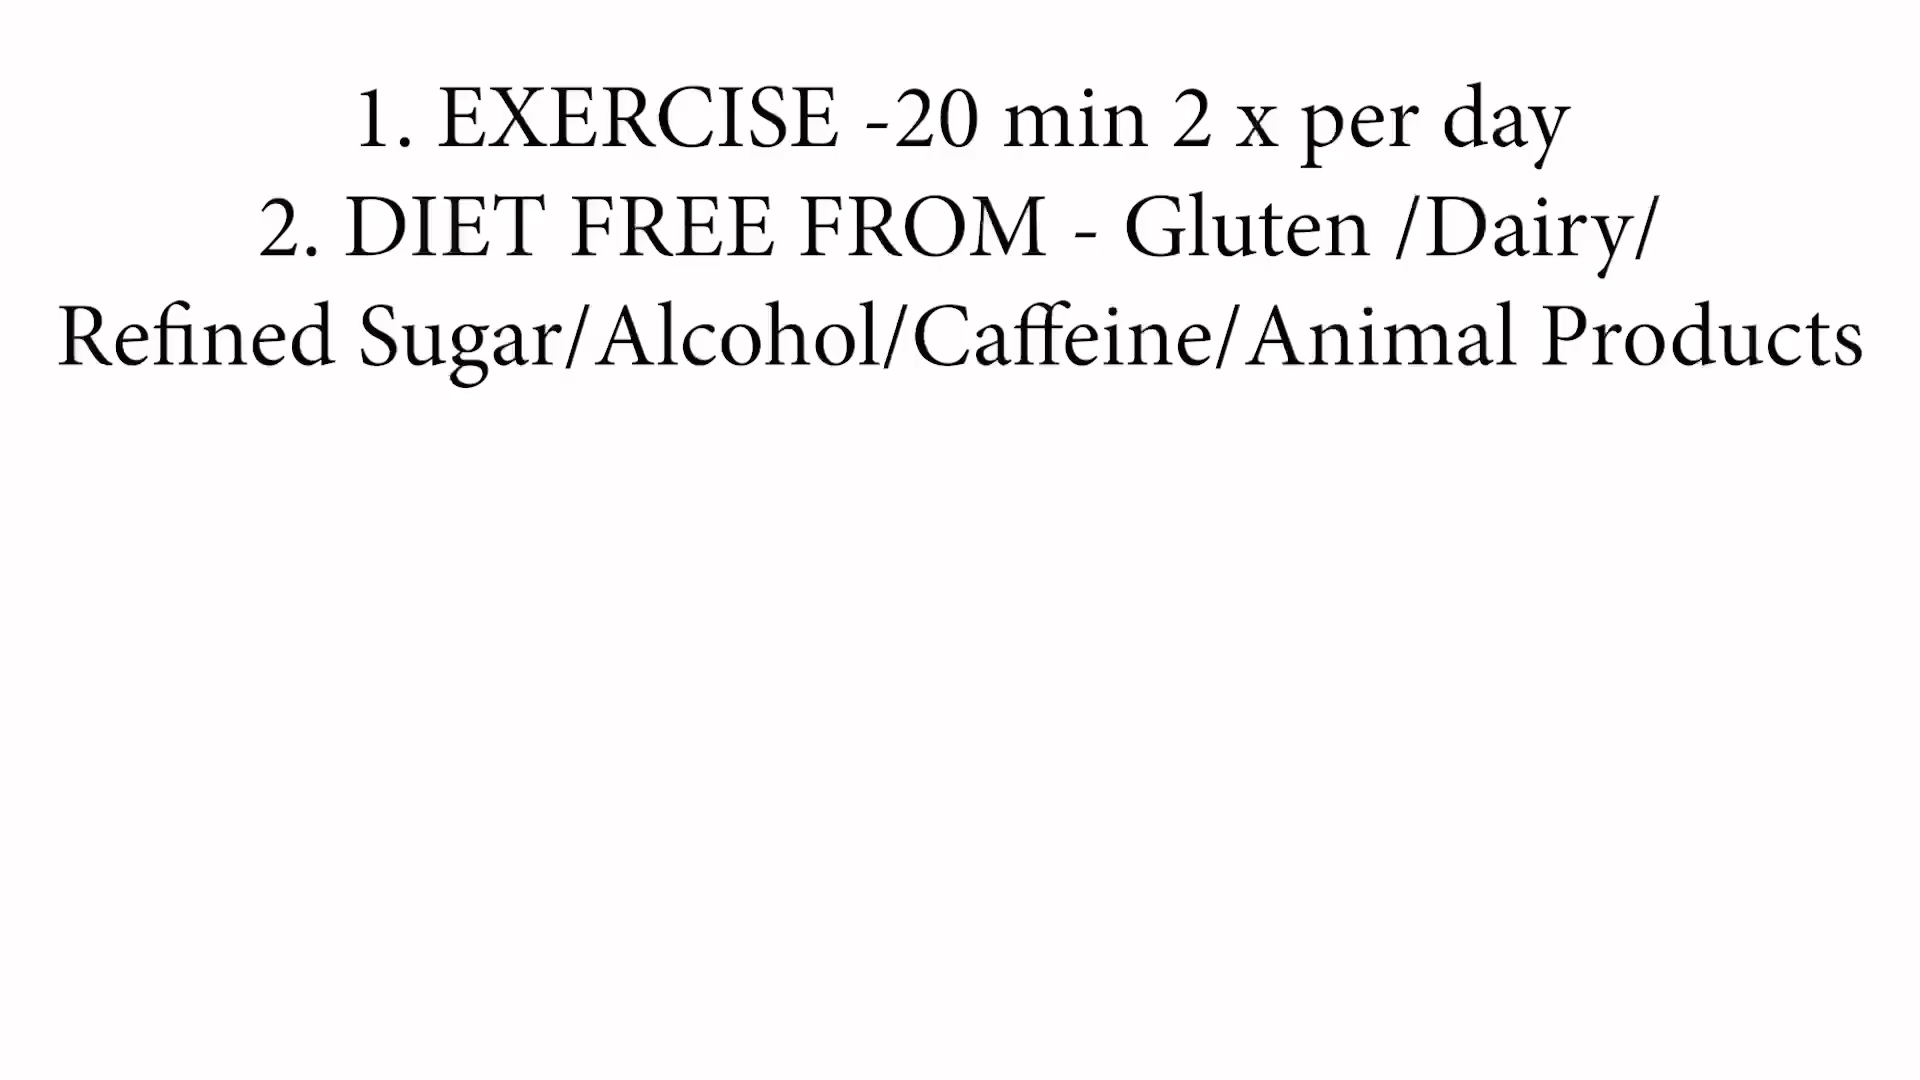 1. EXERCISE -20 min 2 x per day
2. DIET FREE FROM - Gluten /Dairy/
Refined Sugar/Alcohol/Caffeine/Animal Products